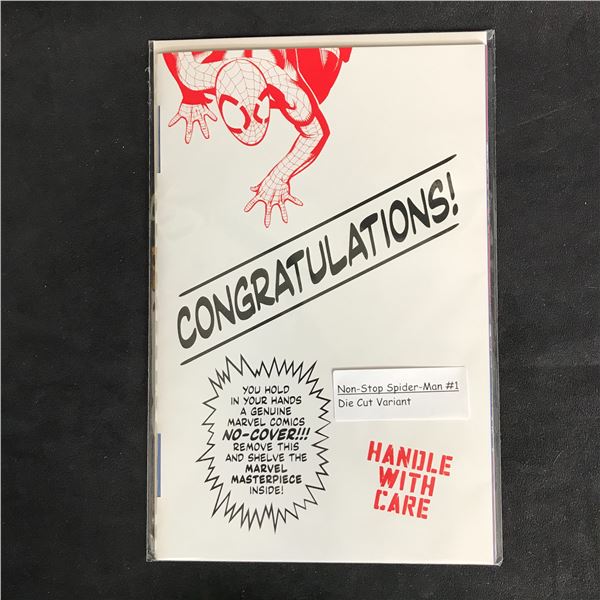 CONGRATULATIONS!
YOU HOLD
IN YOUR HANDS
A GENUINE
MARVEL COMICS
NO-COVER!!!
REMOVE THIS
AND SHELVE THE
MARVEL
MASTERPIECE
INSIDE!
Non-Stop Spider-Man #1
Die Cut Variant
HANDLE
WITH
CARE